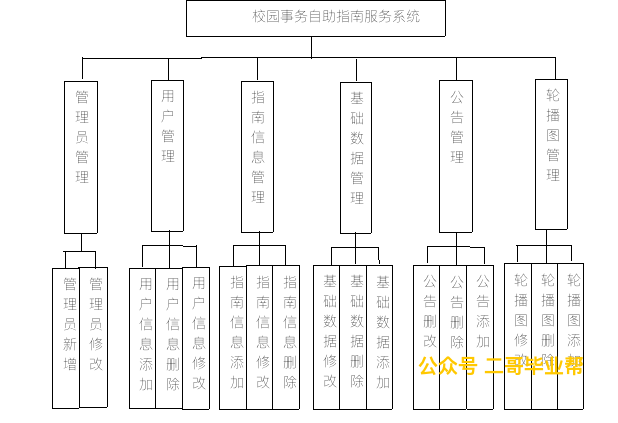 校园事务自助指南服务系统
管理员管理
用户管理
指南信息管理
基础数据管理
公告管理
轮播图管理
管理员新增
管理员修改
用户信息添加
用户信息删除
用户信息修改
指南信息添加
指南信息修改
指南信息删除
基础数据修改
基础数据删除
基础数据添加
公告删改
公告删除
公告添加
轮播图修改
轮播图删除
轮播图添加
公众号 二哥毕业帮